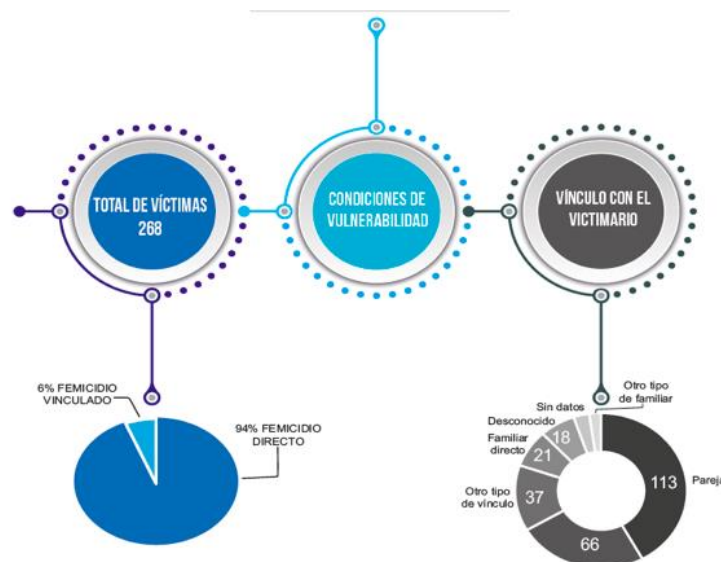 TOTAL DE VÍCTIMAS
268
CONDICIONES DE
VULNERABILIDAD
VÍNCULO CON EL
VICTIMARIO
6% FEMICIDIO
VINCULADO
94% FEMICIDIO
DIRECTO
Otro tipo
de familiar
Sin datos
Desconocido
18
Familiar
directo
21
113
Pareja
Otro tipo
de vínculo
37
66